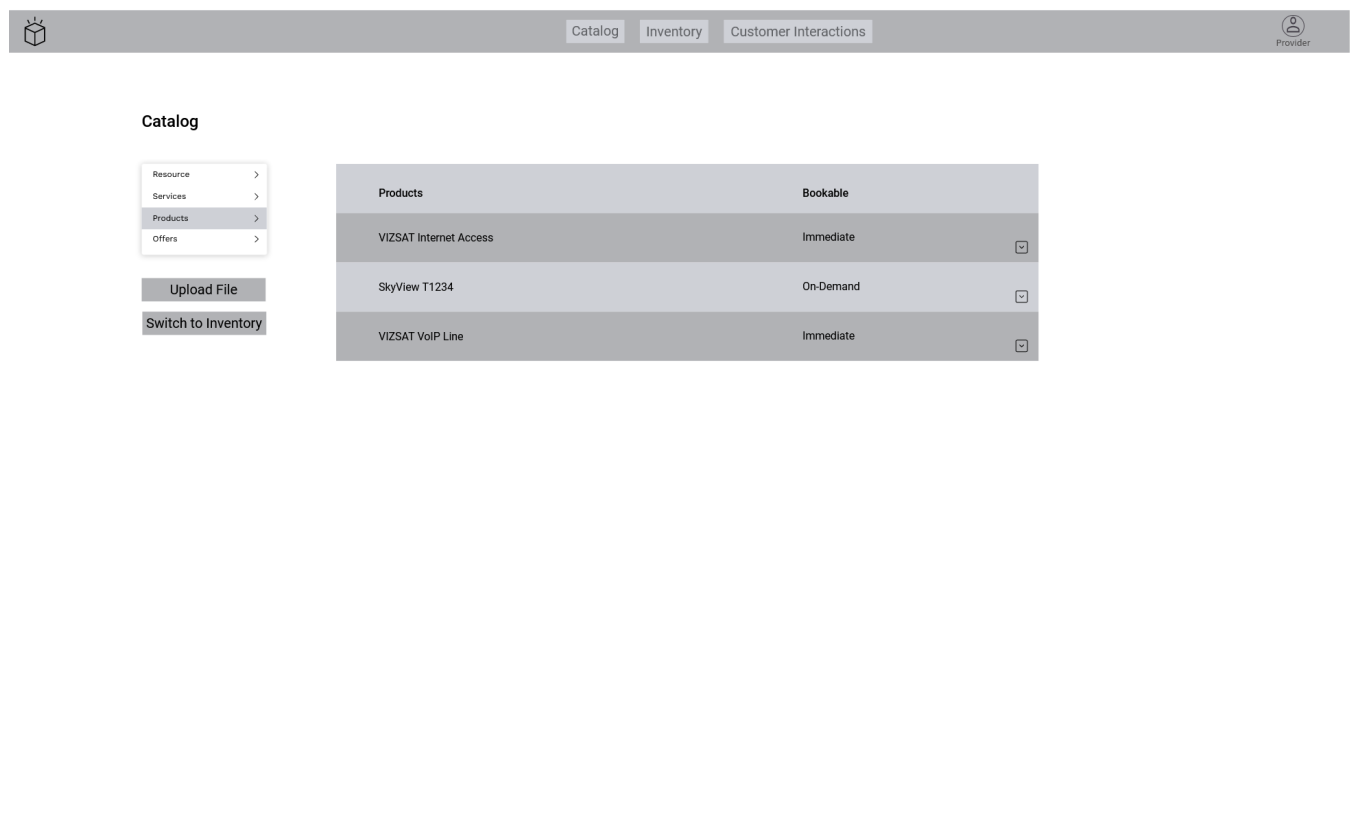 Catalog
Inventory
Customer Interactions
Provider
Catalog
Resource
Services
Products
Offers
Upload File
Switch to Inventory
Products Bookable
VIZSAT Internet Access Immediate
SkyView T1234 On-Demand
VIZSAT VoIP Line Immediate